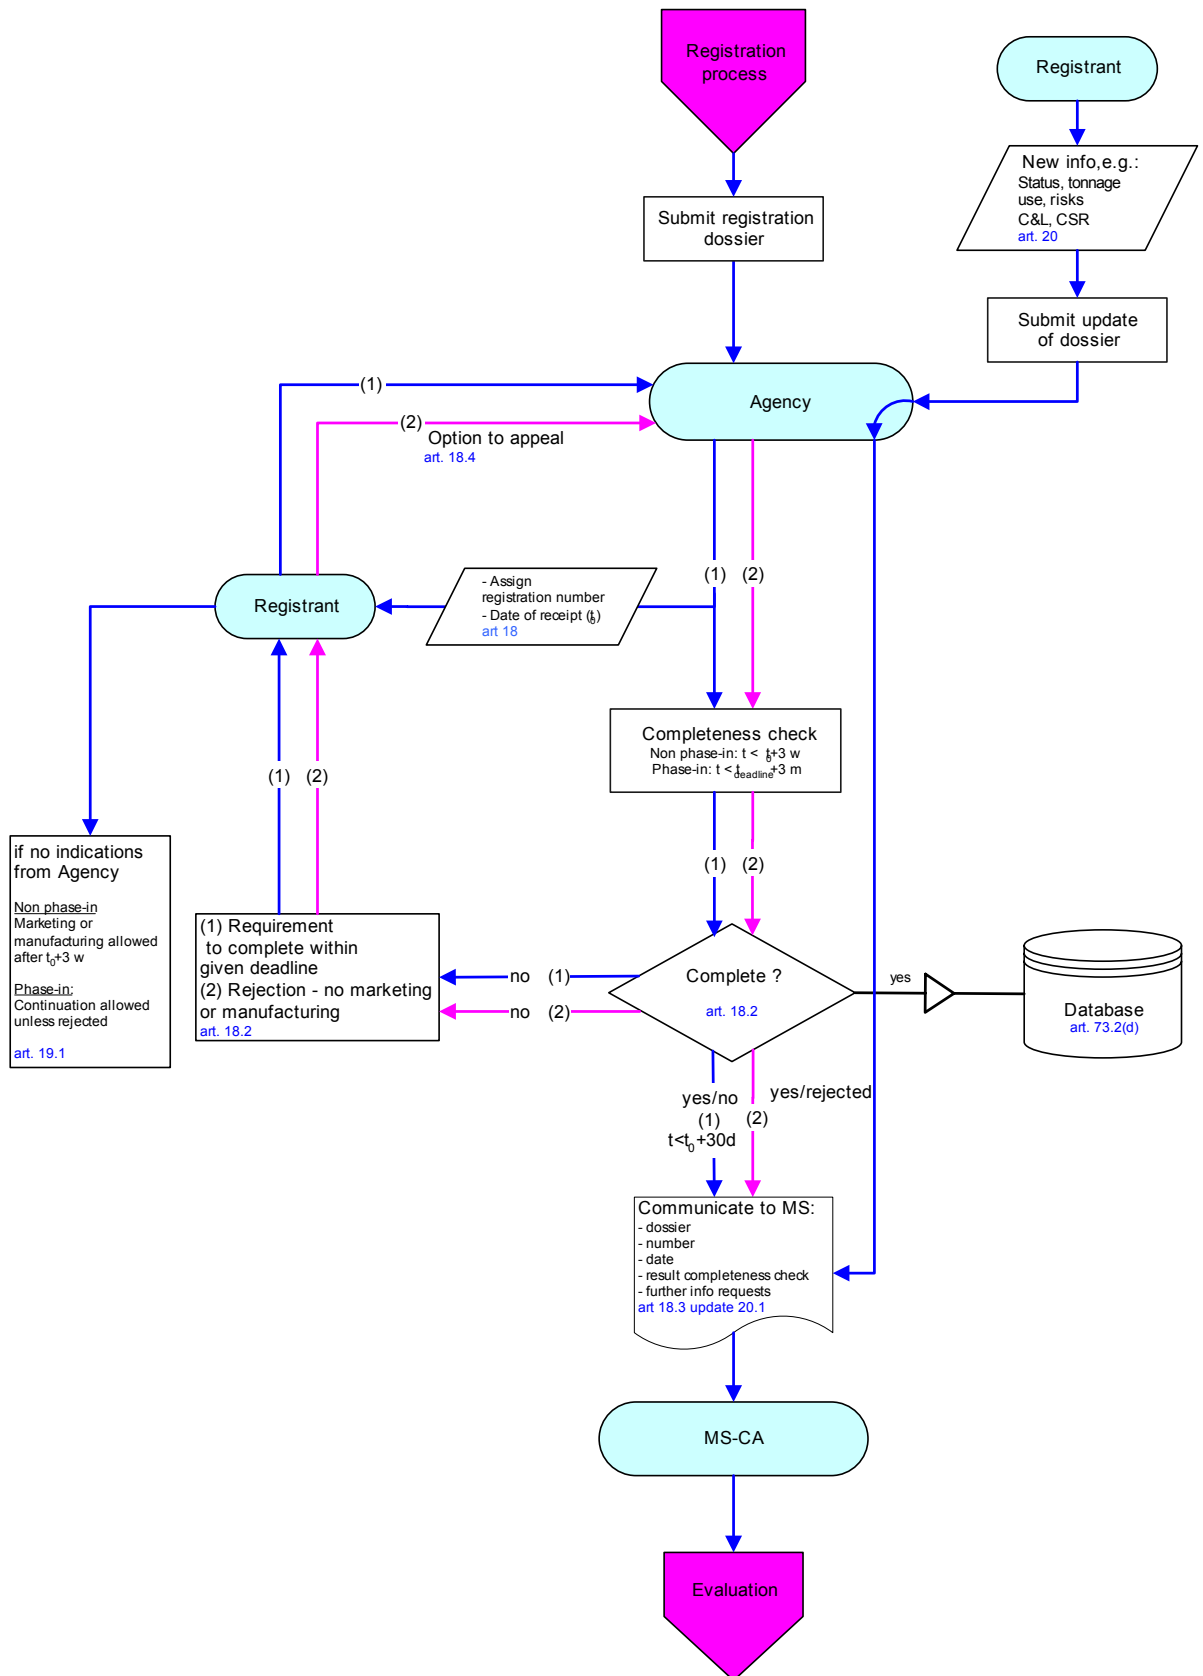 Registration
process
Registrant
New info,e.g.:
Status, tonnage
use, risks
C&L, CSR
art. 20
Submit registration
dossier
Submit update
of dossier
Agency
(1)
(2)
Option to appeal
art. 18.4
(1)
(2)
- Assign
registration number
- Date of receipt (t0)
art 18
Registrant
Completeness check
Non phase-in: t < t0+3 w
Phase-in: t < tdeadline+3 m
(1)
(2)
(1)
(2)
if no indications
from Agency
Non phase-in
Marketing or
manufacturing allowed
after t0+3 w
Phase-in:
Continuation allowed
unless rejected
art. 19.1
(1) Requirement
to complete within
given deadline
(2) Rejection - no marketing
or manufacturing
art. 18.2
no (1)
no (2)
Complete ?
art. 18.2
yes
Database
art. 73.2(d)
yes/no
(1)
t<t0+30d
(2)
yes/rejected
Communicate to MS:
- dossier
- number
- date
- result completeness check
- further info requests
art 18.3 update 20.1
MS-CA
Evaluation